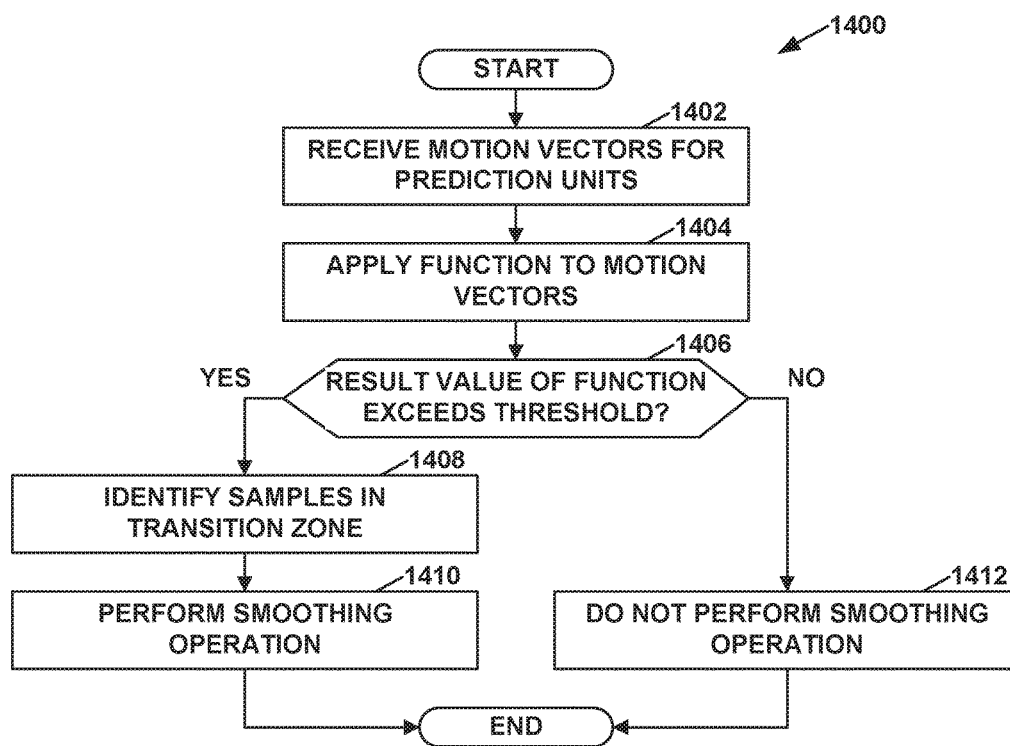 1400
START
1402
RECEIVE MOTION VECTORS FOR
PREDICTION UNITS
1404
APPLY FUNCTION TO MOTION
VECTORS
1406
YES
RESULT VALUE OF FUNCTION
EXCEEDS THRESHOLD?
NO
1408
IDENTIFY SAMPLES IN
TRANSITION ZONE
1410
PERFORM SMOOTHING
OPERATION
1412
DO NOT PERFORM SMOOTHING
OPERATION
END